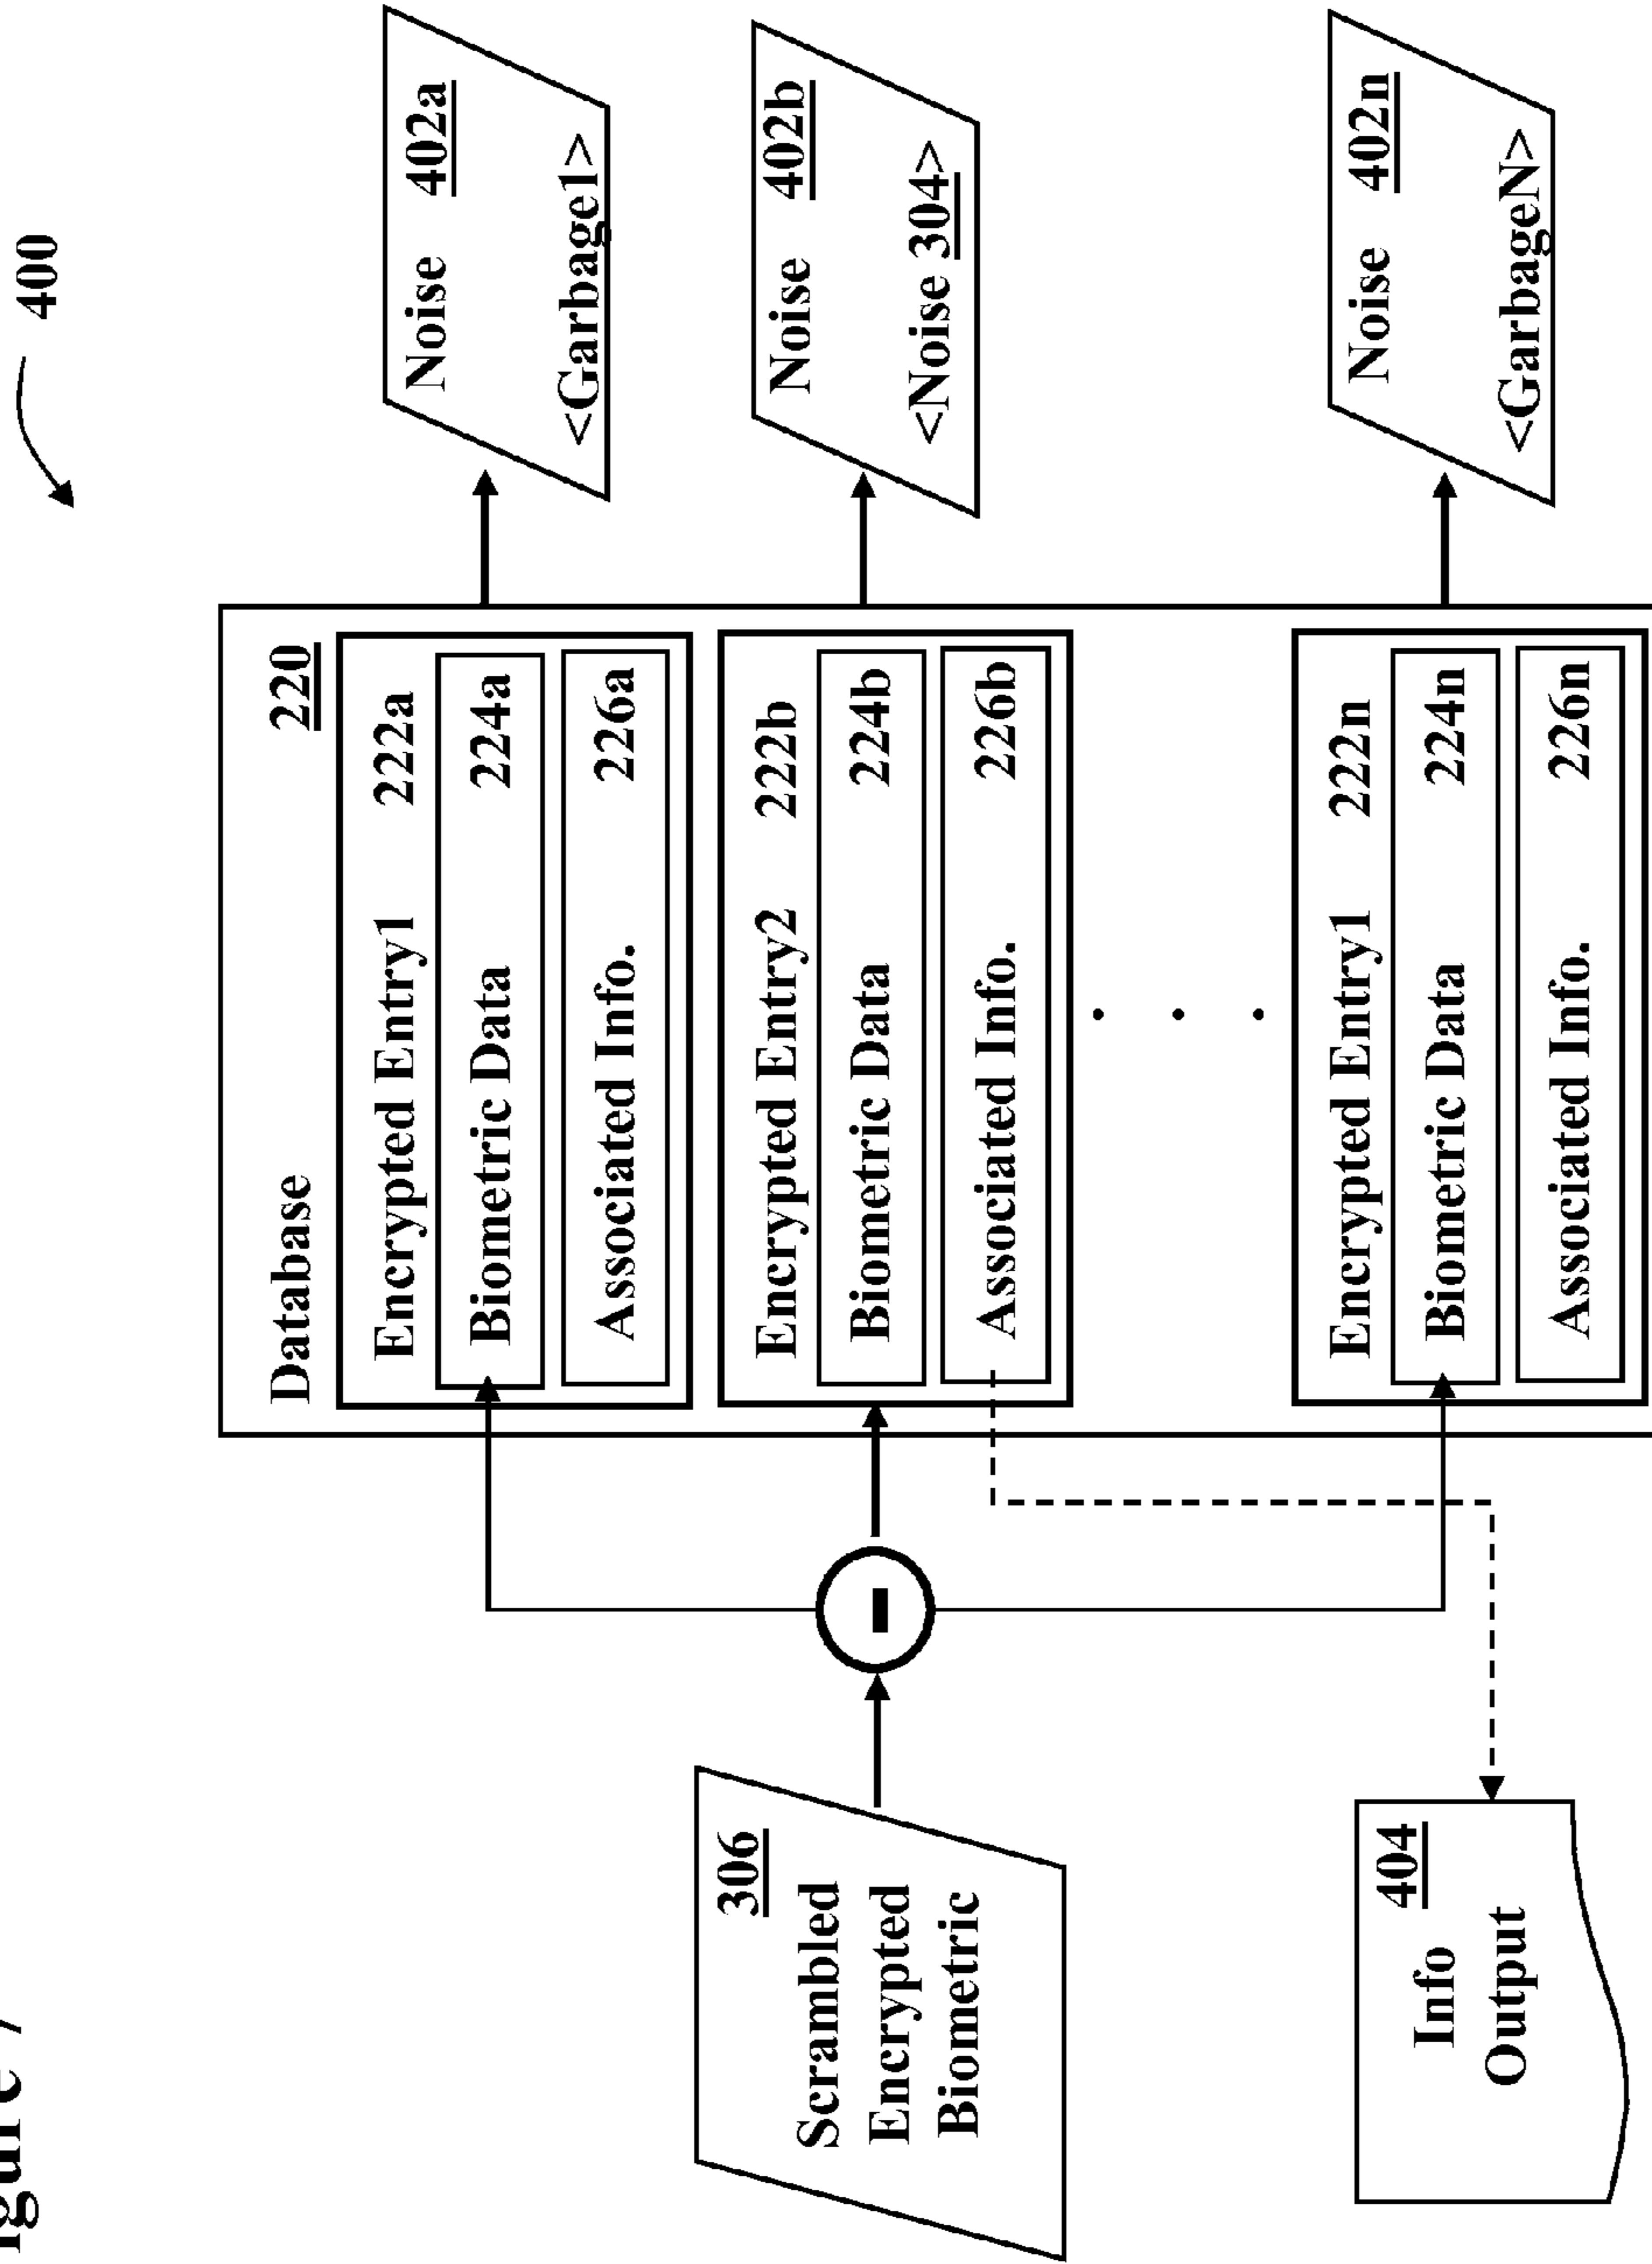 400
306
Scrambled
Encrypted
Biometric
404
Info
Output
Database 220
Encrypted Entry1 222a
Biometric Data 224a
Associated Info. 226a
Encrypted Entry2 222b
Biometric Data 224b
Associated Info. 226b
. . .
Encrypted Entry1 222n
Biometric Data 224n
Associated Info. 226n
Noise 402a
<Garbage1>
Noise 402b
<Noise 304>
Noise 402n
<GarbageN>